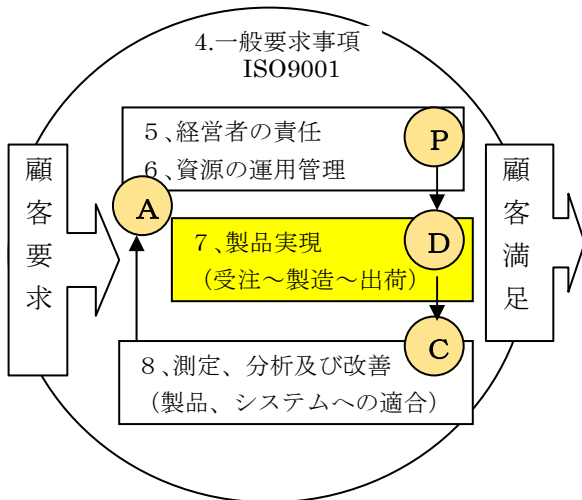 4.一般要求事項
ISO9001
５、経営者の責任
６、資源の運用管理
P
A
顧客要求
７、製品実現
（受注～製造～出荷）
D
顧客満足
８、測定、分析及び改善
（製品、システムへの適合）
C